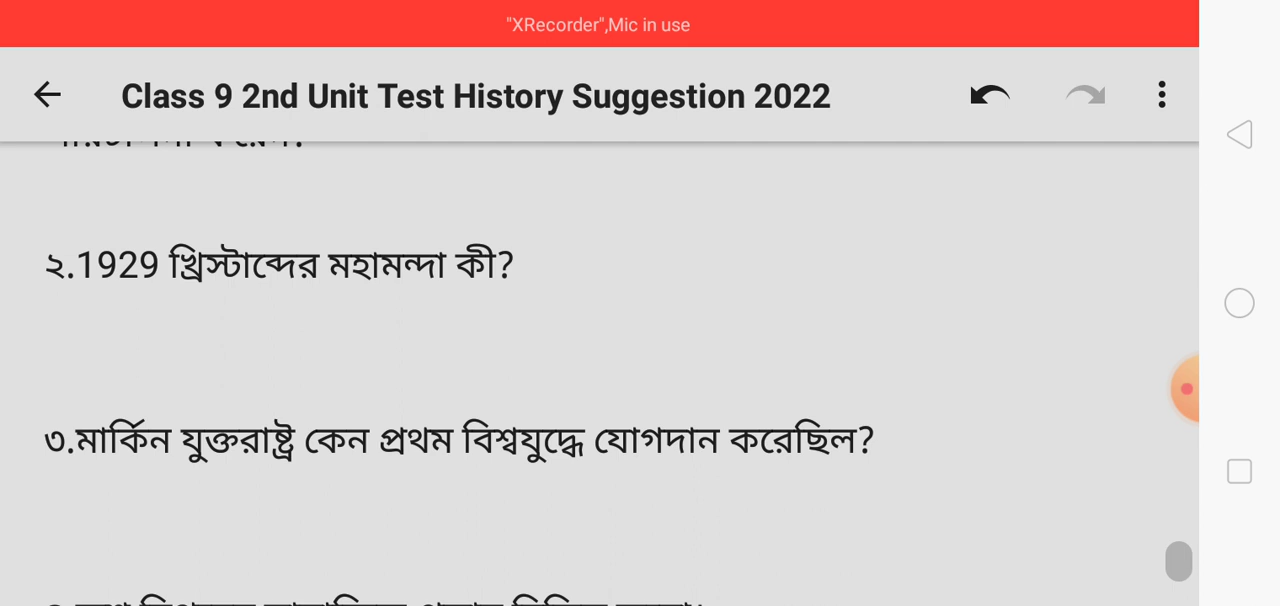 "XRecorder",Mic in use
Class 9 2nd Unit Test History Suggestion 2022
২.1929 খ্রিস্টাব্দের মহামন্দা কী?
৩.মার্কিন যুক্তরাষ্ট্র কেন প্রথম বিশ্বযুদ্ধে যোগদান করেছিল?